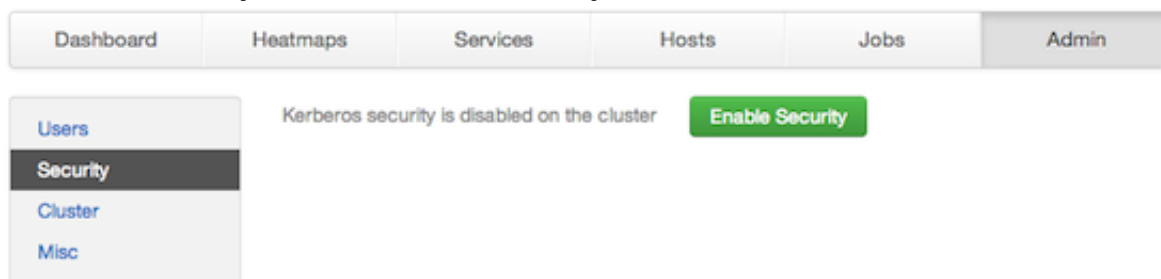 Dashboard Heatmaps Services Hosts Jobs Admin
Users
Security
Cluster
Misc
Kerberos security is disabled on the cluster Enable Security